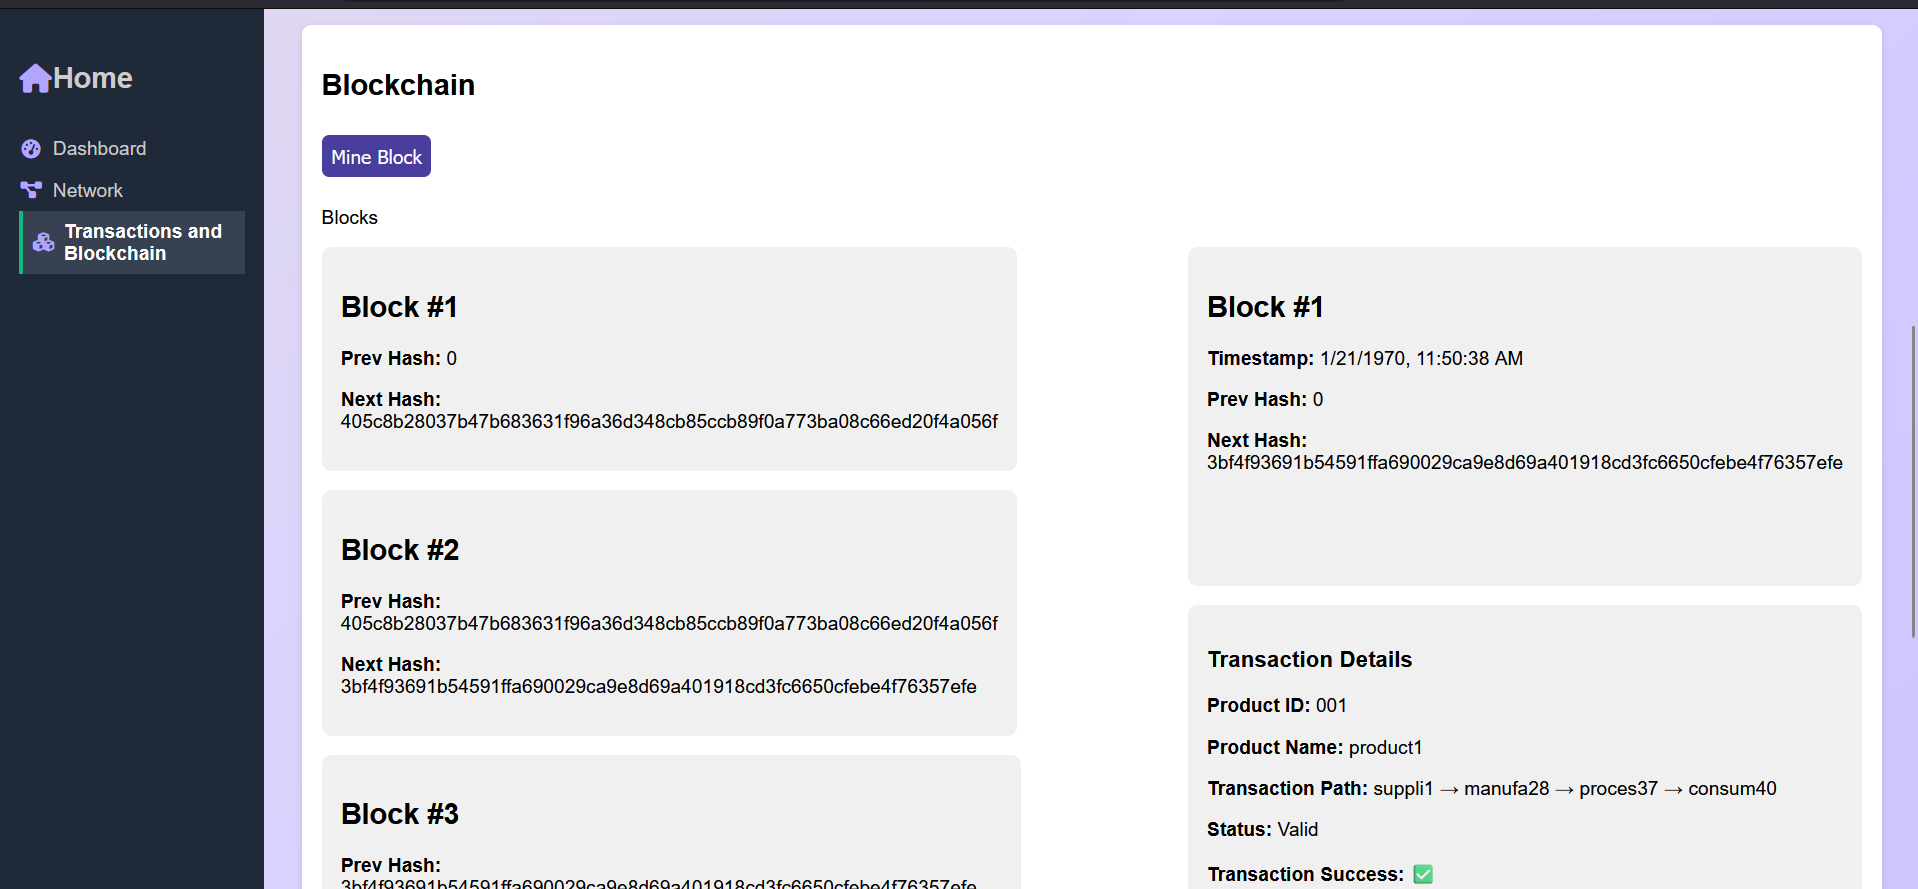 Home
Dashboard
Network
Transactions and
Blockchain
Blockchain
Mine Block
Blocks
Block #1
Prev Hash: 0
Next Hash:
405c8b28037b47b683631f96a36d348cb85ccb89f0a773ba08c66ed20f4a056f
Block #2
Prev Hash:
405c8b28037b47b683631f96a36d348cb85ccb89f0a773ba08c66ed20f4a056f
Next Hash:
3bf4f93691b54591ffa690029ca9e8d69a401918cd3fc6650cfebe4f76357efe
Block #3
Prev Hash:
3bf4f93691b54591ffa690029ca9e8d69a401918cd3fc6650cfebe4f76357efe
Block #1
Timestamp: 1/21/1970, 11:50:38 AM
Prev Hash: 0
Next Hash:
3bf4f93691b54591ffa690029ca9e8d69a401918cd3fc6650cfebe4f76357efe
Transaction Details
Product ID: 001
Product Name: product1
Transaction Path: suppli1 → manufa28 → proces37 → consum40
Status: Valid
Transaction Success: ✅